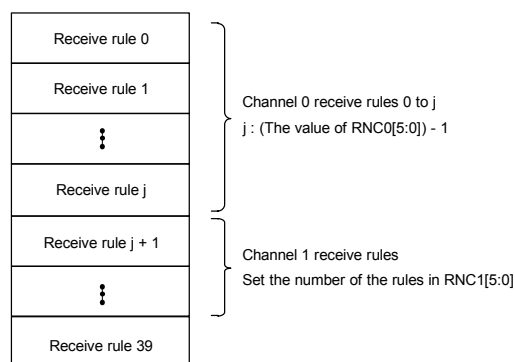 Receive rule 0
Receive rule 1
Receive rule j
Receive rule j + 1
Receive rule 39
Channel 0 receive rules 0 to j
j : (The value of RNC0[5:0]) - 1
Channel 1 receive rules
Set the number of the rules in RNC1[5:0]